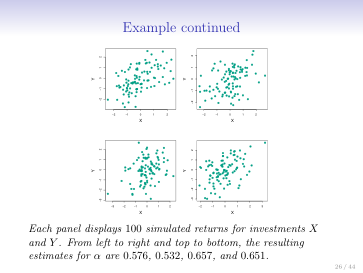 Example continued
Y
X
Y
X
Y
X
Y
X
Each panel displays 100 simulated returns for investments X
and Y. From left to right and top to bottom, the resulting
estimates for α are 0.576, 0.532, 0.657, and 0.651.
28 / 44